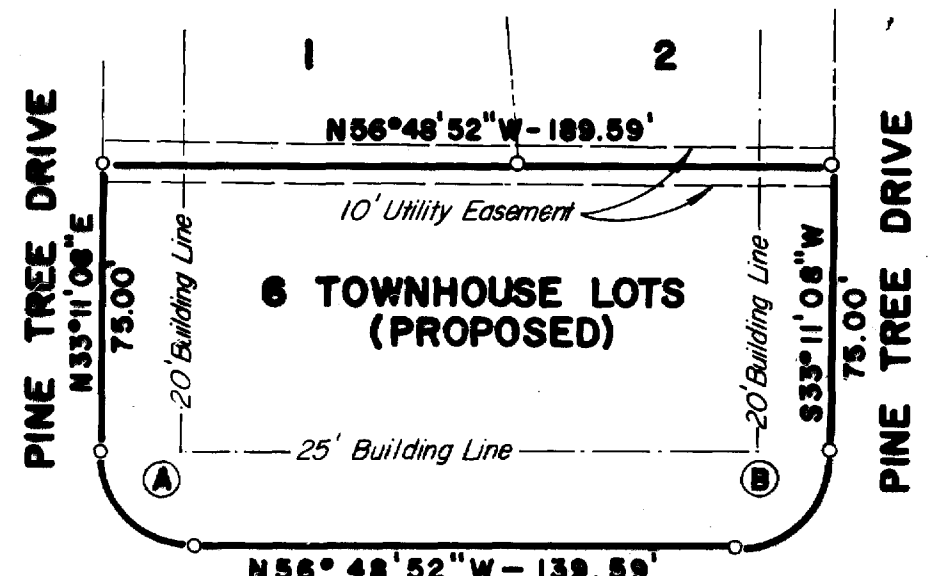 1
2
N56°48'52"W-189.59'
10' Utility Easement
PINE TREE DRIVE
N33°11'08"E
75.00'
20' Building Line
6 TOWNHOUSE LOTS
(PROPOSED)
20' Building Line
S33°11'08"W
75.00'
PINE TREE DRIVE
25' Building Line
A
B
N56°48'52"W-139.59'